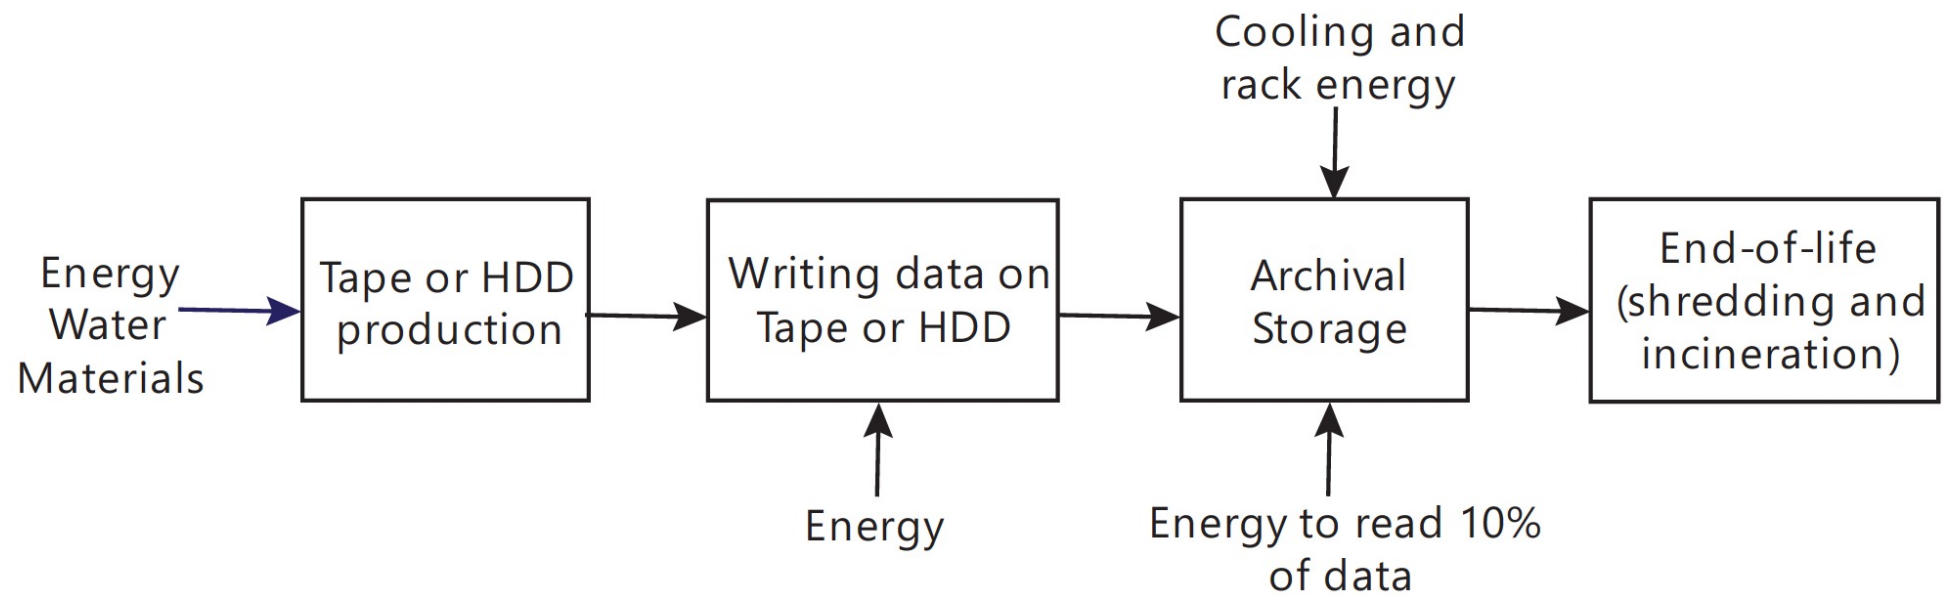 Cooling and
rack energy
Energy
Water
Materials
Tape or HDD
production
Writing data on
Tape or HDD
Archival
Storage
End-of-life
(shredding and
incineration)
Energy
Energy to read 10%
of data